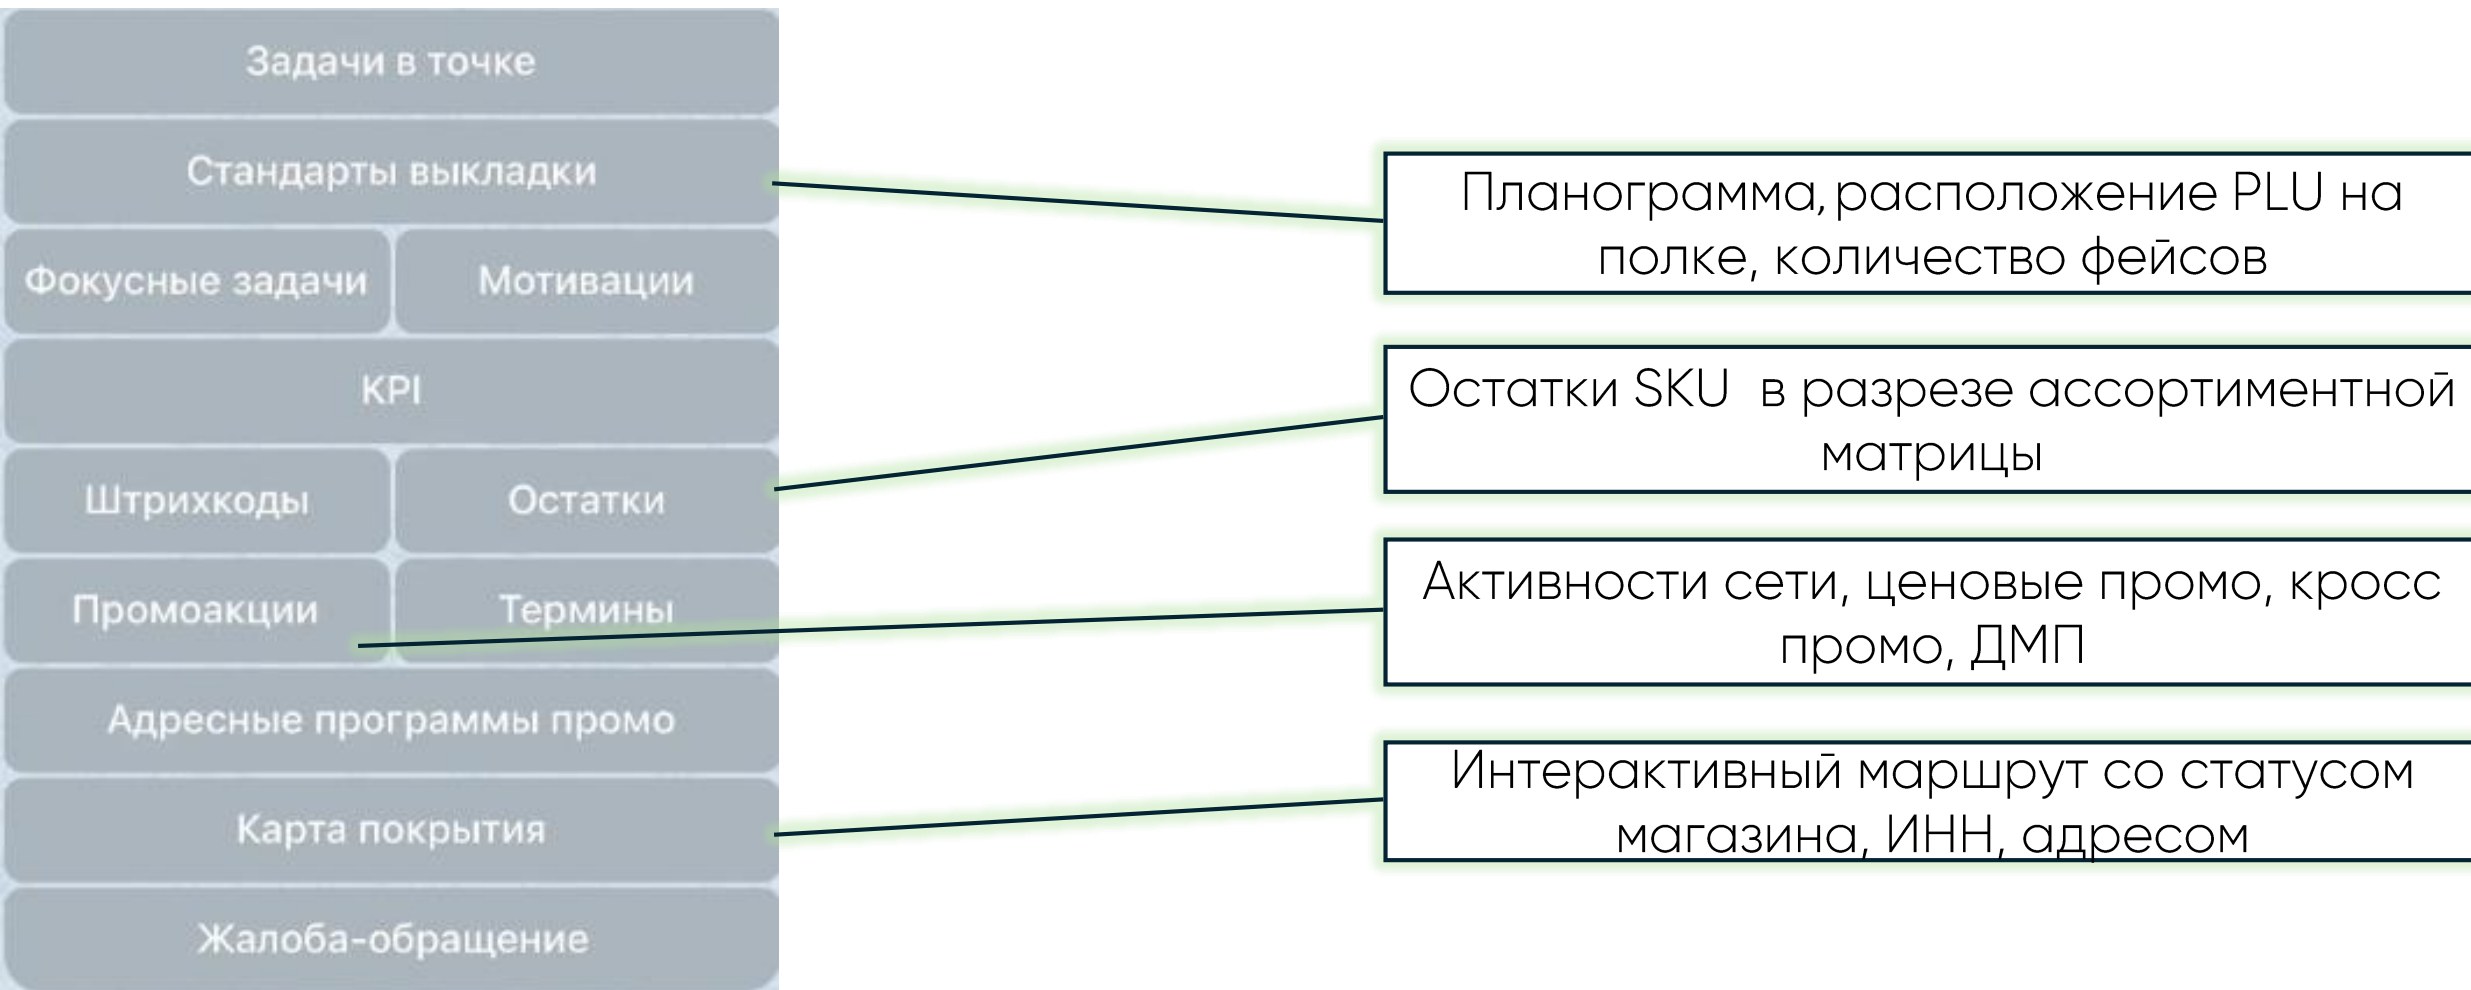 Задачи в точке
Стандарты выкладки
Фокусные задачи
Мотивации
KPI
Штрихкоды
Остатки
Промоакции
Термины
Адресные программы промо
Карта покрытия
Жалоба-обращение
Планограмма, расположение PLU на
полке, количество фейсов
Остатки SKU в разрезе ассортиментной
матрицы
Активности сети, ценовые промо, кросс
промо, ДМП
Интерактивный маршрут со статусом
магазина, ИНН, адресом